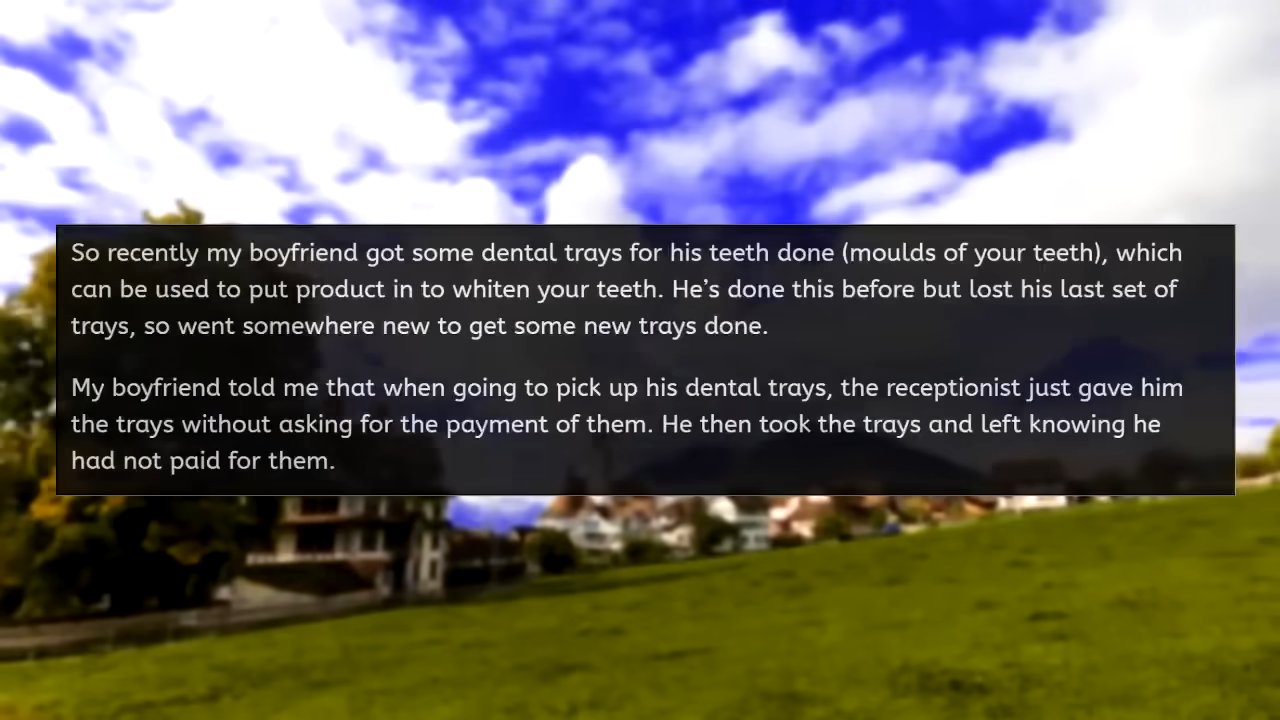 So recently my boyfriend got some dental trays for his teeth done (moulds of your teeth), which
can be used to put product in to whiten your teeth. He’s done this before but lost his last set of
trays, so went somewhere new to get some new trays done.
My boyfriend told me that when going to pick up his dental trays, the receptionist just gave him
the trays without asking for the payment of them. He then took the trays and left knowing he
had not paid for them.